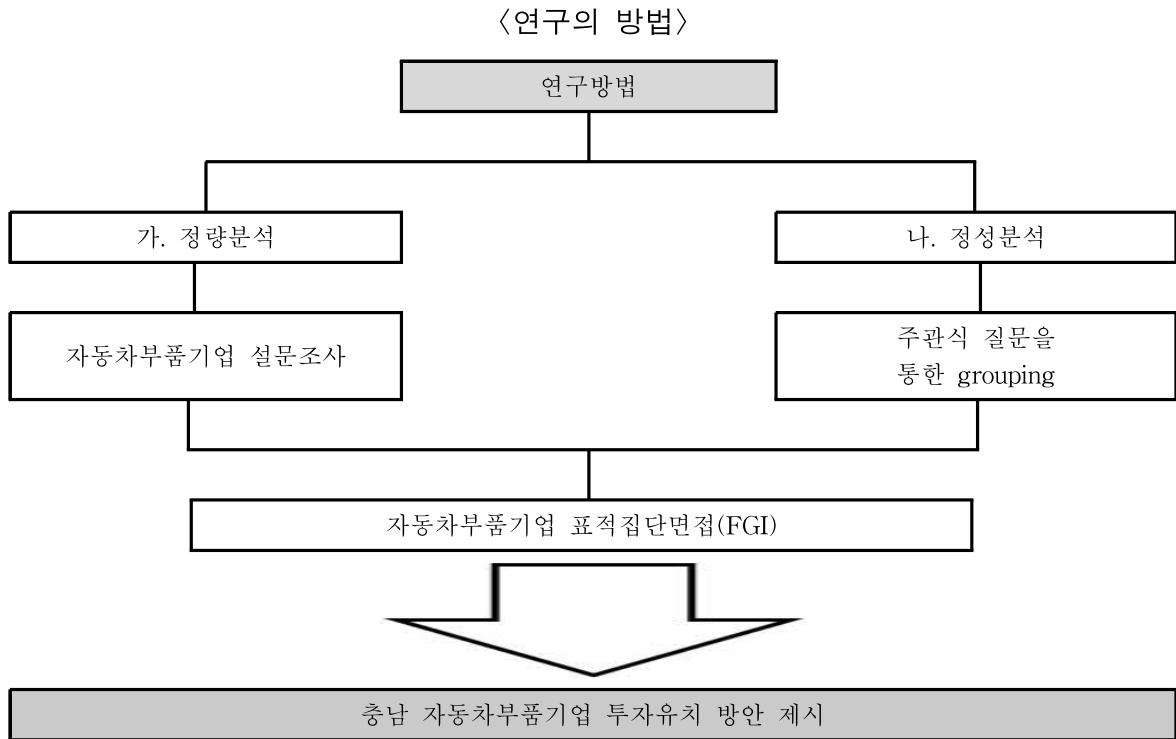 〈연구의 방법〉
연구방법
가. 정량분석
나. 정성분석
자동차부품기업 설문조사
주관식 질문을
통한 grouping
자동차부품기업 표적집단면접(FGI)
충남 자동차부품기업 투자유치 방안 제시